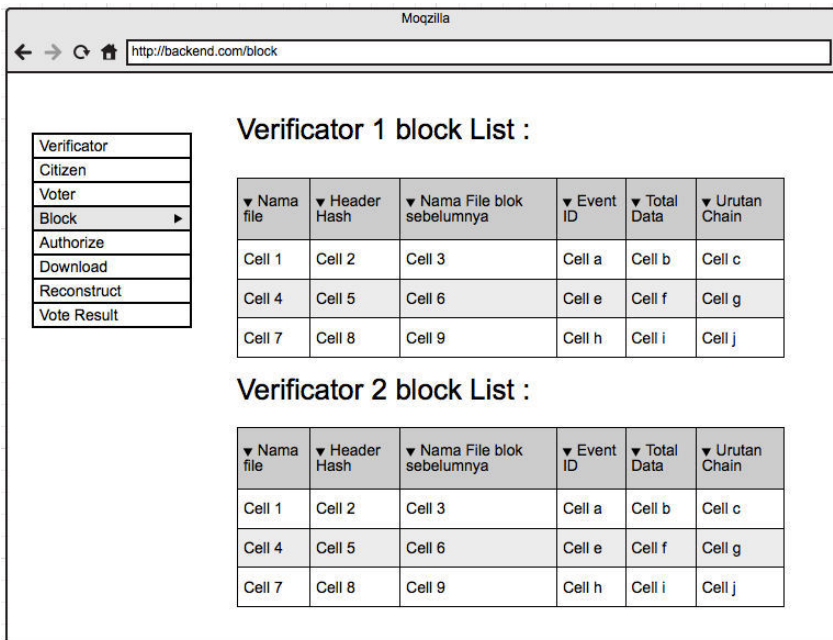 Moqzilla
http://backend.com/block
Verificator
Citizen
Voter
Block
Authorize
Download
Reconstruct
Vote Result
Verificator 1 block List :
Nama file Header Hash Nama File blok sebelumnya Event ID Total Data Urutan Chain
Cell 1 Cell 2 Cell 3 Cell a Cell b Cell c
Cell 4 Cell 5 Cell 6 Cell e Cell f Cell g
Cell 7 Cell 8 Cell 9 Cell h Cell i Cell j
Verificator 2 block List :
Nama file Header Hash Nama File blok sebelumnya Event ID Total Data Urutan Chain
Cell 1 Cell 2 Cell 3 Cell a Cell b Cell c
Cell 4 Cell 5 Cell 6 Cell e Cell f Cell g
Cell 7 Cell 8 Cell 9 Cell h Cell i Cell j